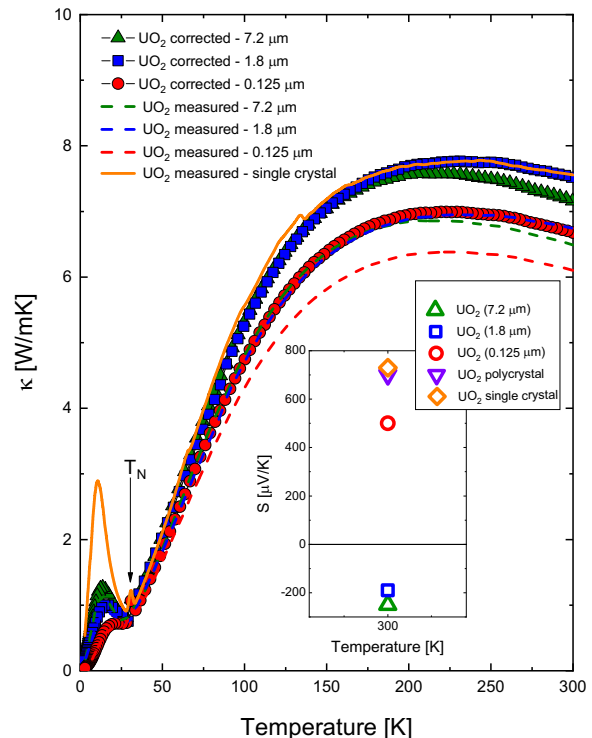 10
8
6
4
2
0
κ [W/mK]
UO₂ corrected - 7.2 μm
UO₂ corrected - 1.8 μm
UO₂ corrected - 0.125 μm
UO₂ measured - 7.2 μm
UO₂ measured - 1.8 μm
UO₂ measured - 0.125 μm
UO₂ measured - single crystal
T_N
UO₂ (7.2 μm)
UO₂ (1.8 μm)
UO₂ (0.125 μm)
UO₂ polycrystal
UO₂ single crystal
800
600
400
200
0
-200
S [μV/K]
300
Temperature [K]
0 50 100 150 200 250 300
Temperature [K]